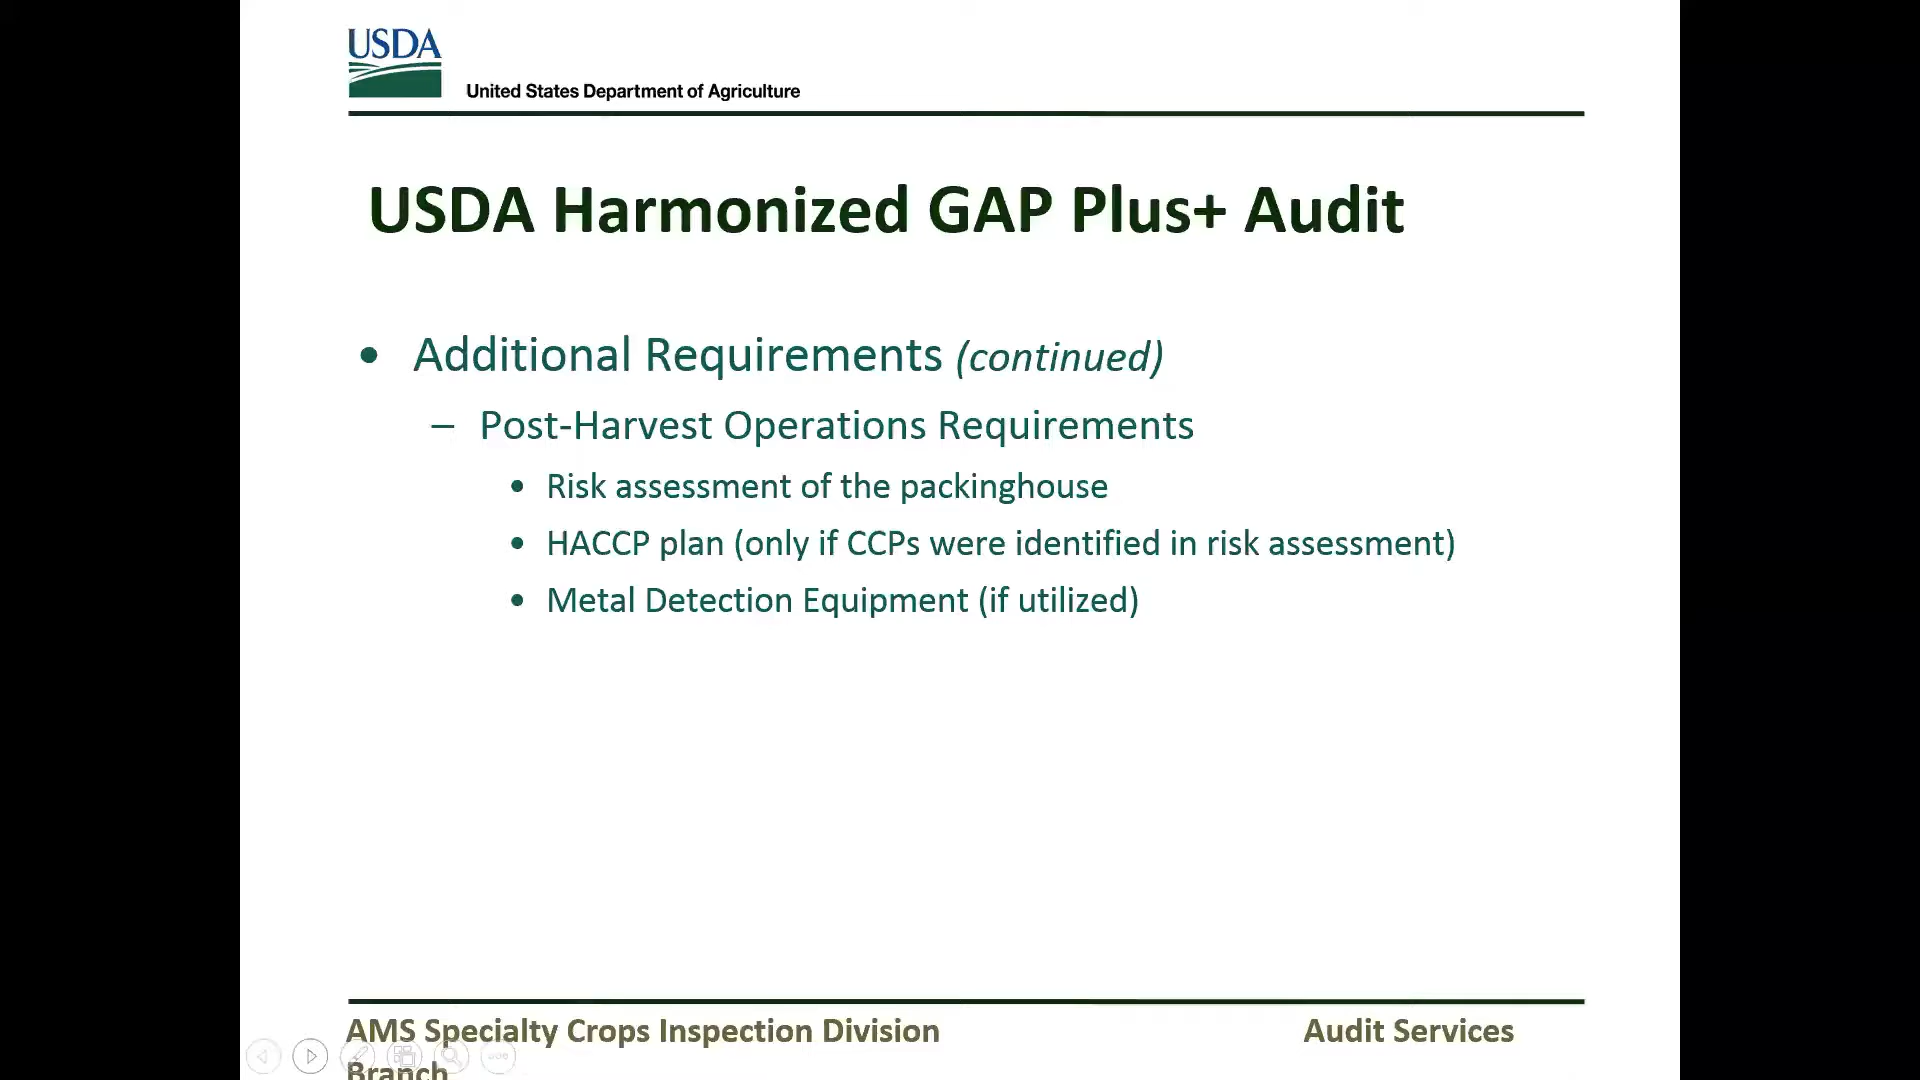 USDA
United States Department of Agriculture
USDA Harmonized GAP Plus+ Audit
• Additional Requirements (continued)
– Post-Harvest Operations Requirements
• Risk assessment of the packinghouse
• HACCP plan (only if CCPs were identified in risk assessment)
• Metal Detection Equipment (if utilized)
AMS Specialty Crops Inspection Division Audit Services
Branch